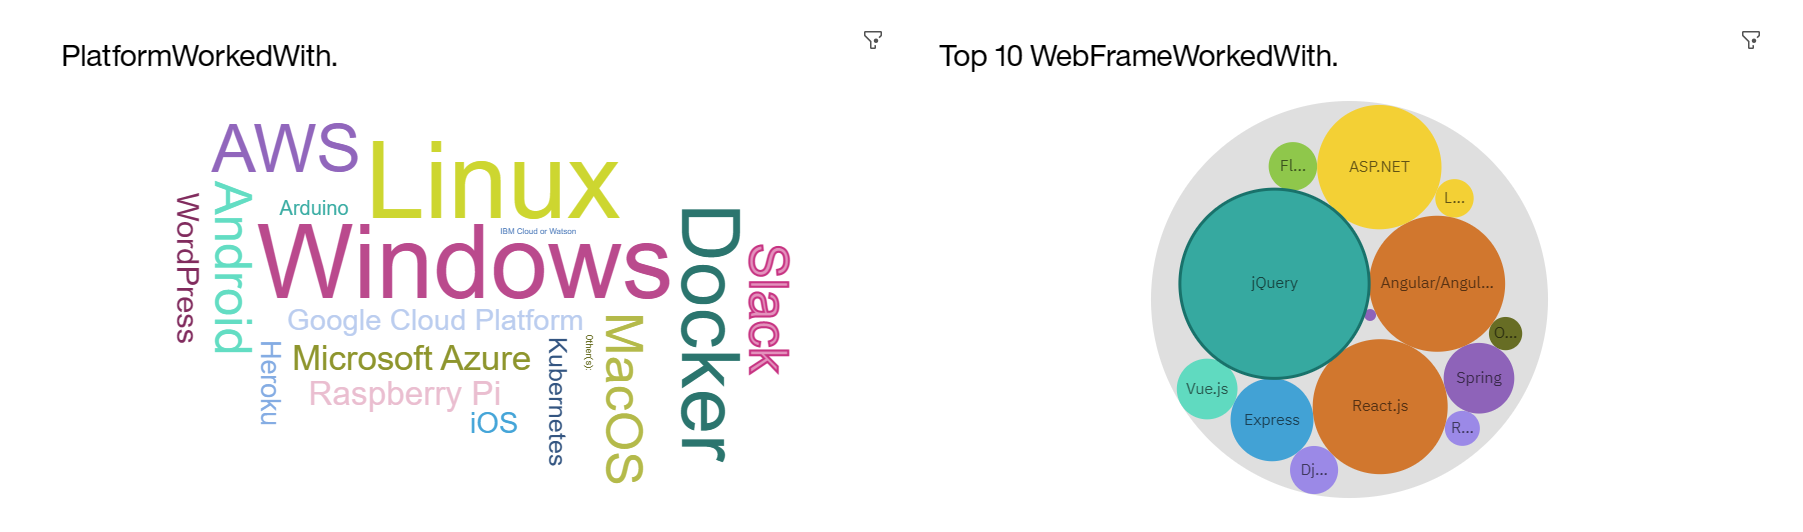 PlatformWorkedWith.
AWS
Linux
WordPress
Android
Arduino
IBM Cloud or Watson
Windows
Docker
Slack
Google Cloud Platform
Heroku
Microsoft Azure
Other(s):
Kubernetes
MacOS
Raspberry Pi
iOS
Top 10 WebFrameWorkedWith.
ASP.NET
Fl...
L...
jQuery
Angular/Angul...
O...
Spring
Vue.js
React.js
Express
R...
Dj...